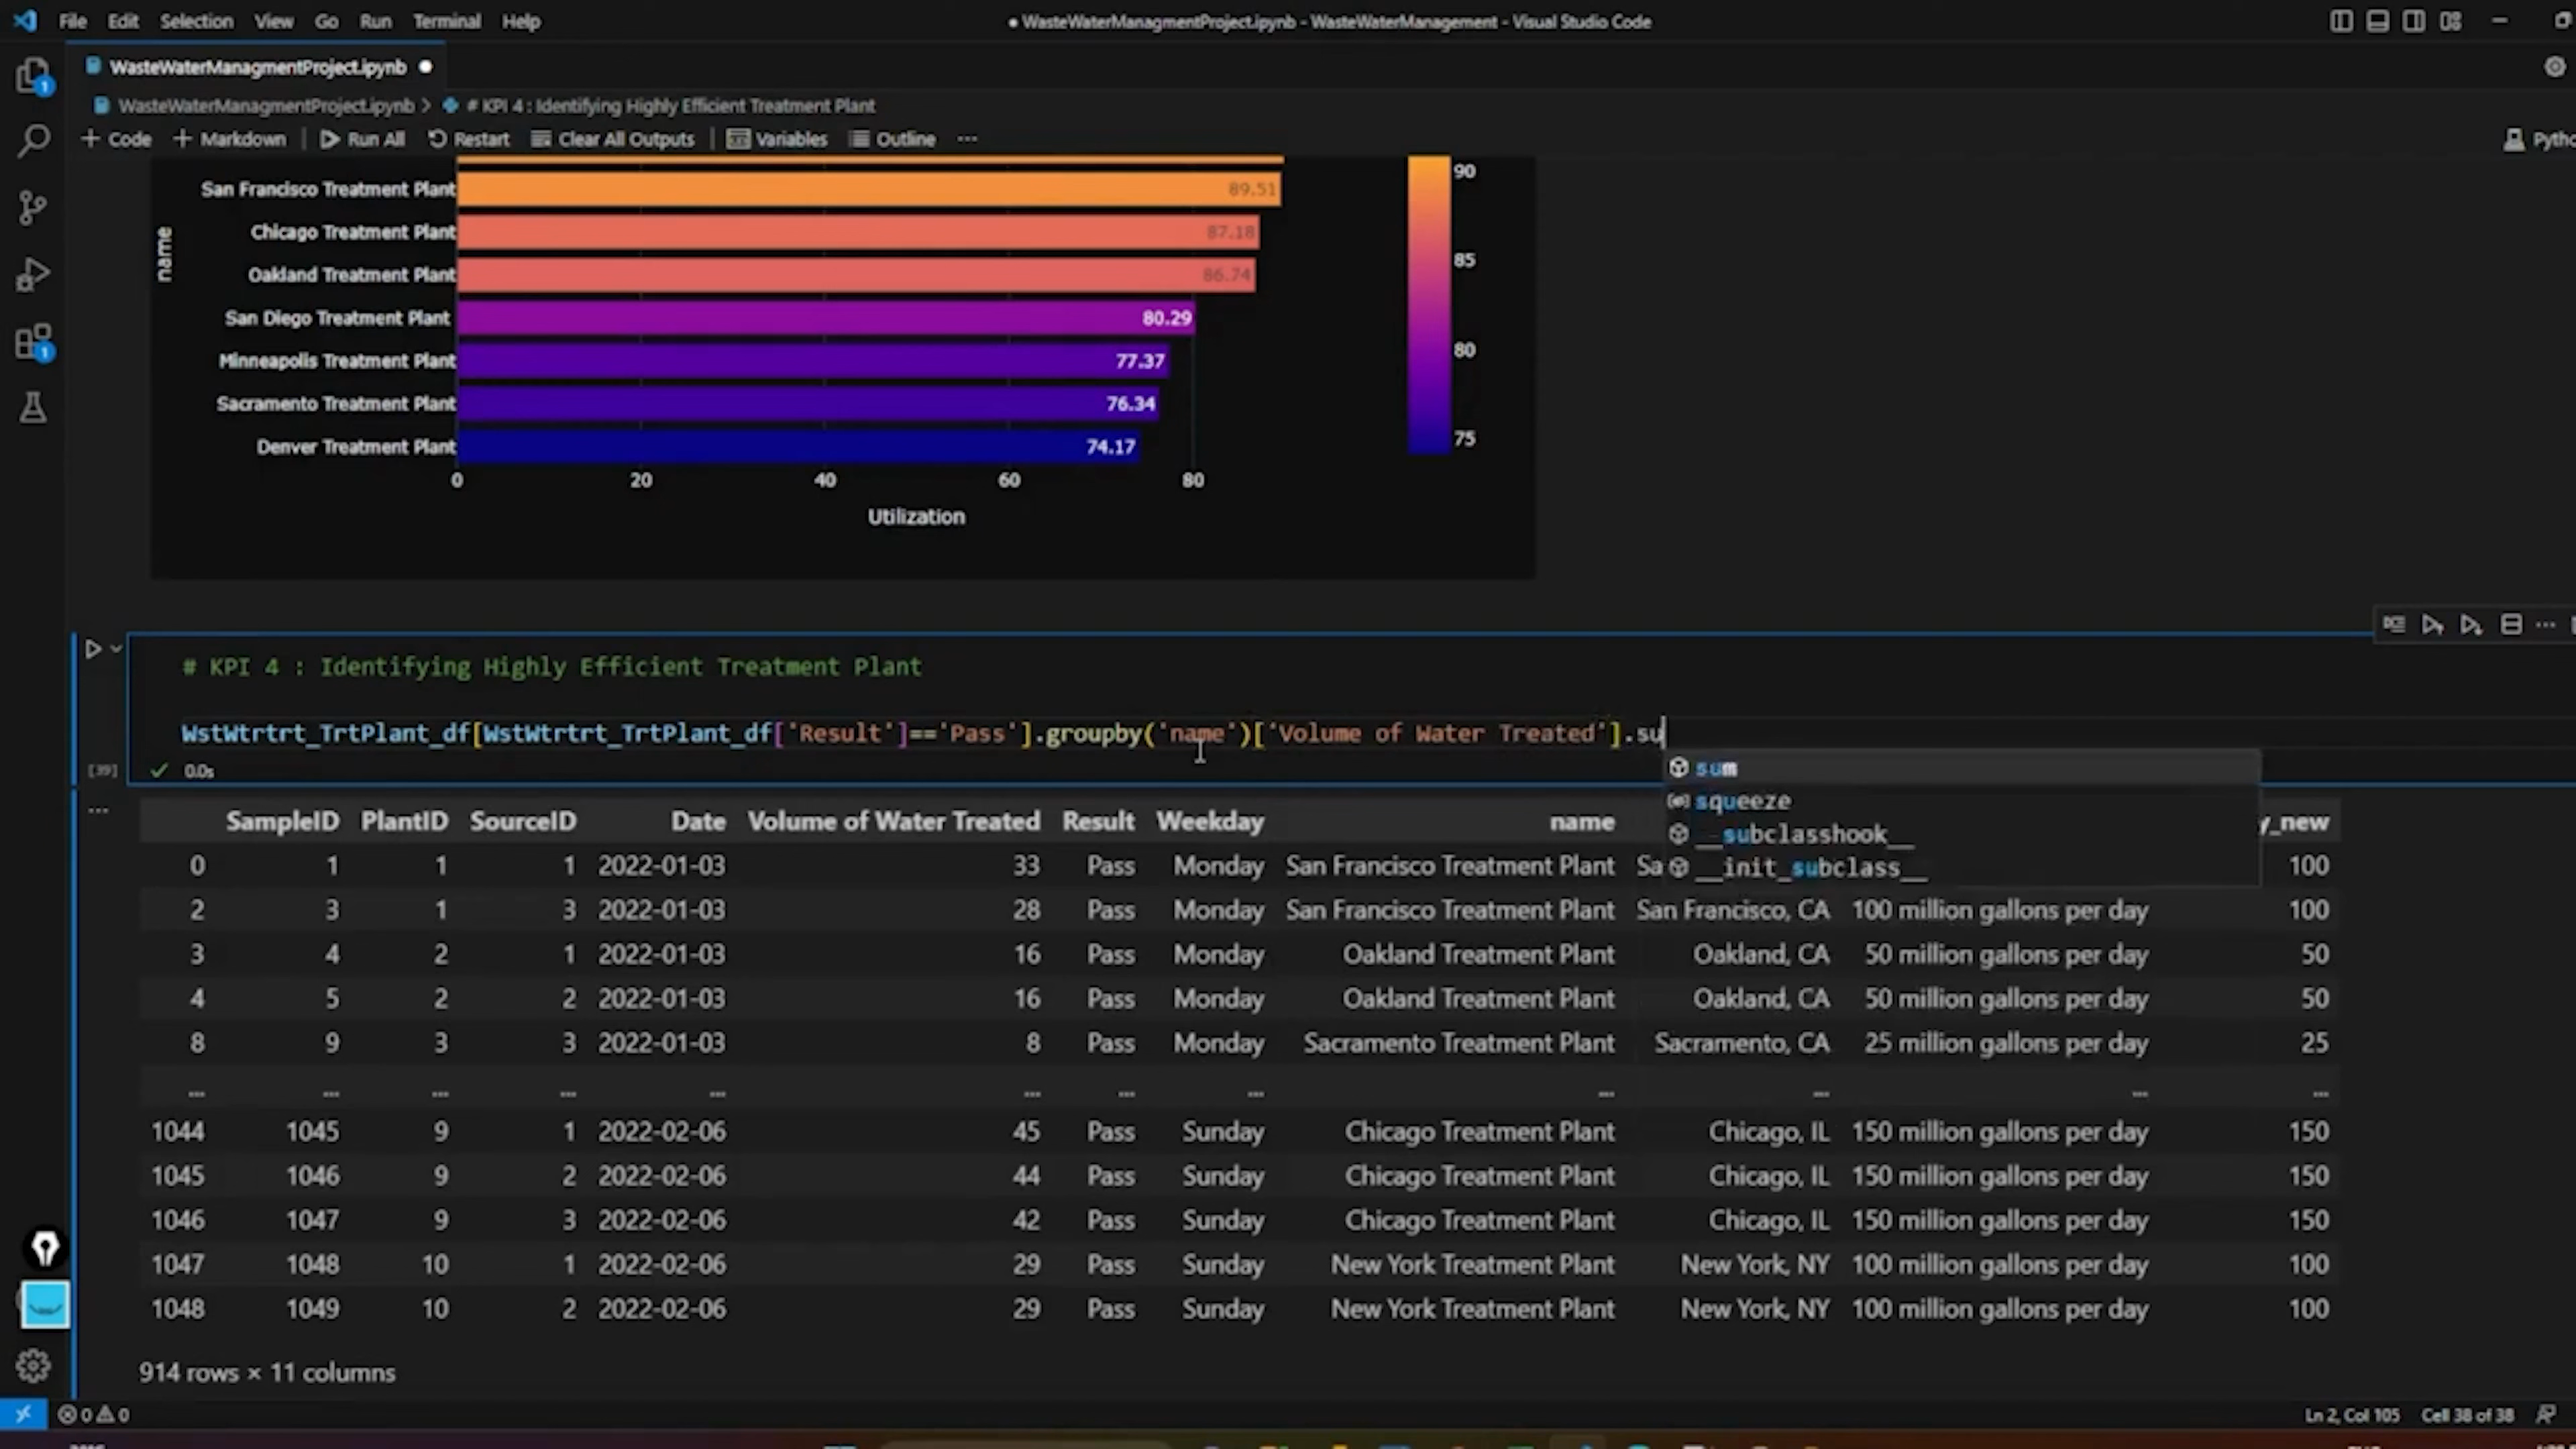 File Edit Selection View Go Run Terminal Help
● WasteWaterManagmentProject.ipynb - WasteWaterManagement - Visual Studio Code
WasteWaterManagmentProject.ipynb ●
WasteWaterManagmentProject.ipynb > # KPI 4 : Identifying Highly Efficient Treatment Plant
+ Code + Markdown | Run All Restart Clear All Outputs | Variables Outline ...
name
San Francisco Treatment Plant 89.51
Chicago Treatment Plant 87.18
Oakland Treatment Plant 86.74
San Diego Treatment Plant 80.29
Minneapolis Treatment Plant 77.37
Sacramento Treatment Plant 76.34
Denver Treatment Plant 74.17
0 20 40 60 80
Utilization
90
85
80
75
# KPI 4 : Identifying Highly Efficient Treatment Plant
WstWtrtrt_TrtPlant_df[WstWtrtrt_TrtPlant_df['Result']=='Pass'].groupby('name')['Volume of Water Treated'].su
[39] 0.0s
sum
squeeze
__subclasshook__
__init_subclass__
SampleID PlantID SourceID Date Volume of Water Treated Result Weekday name y_new
0 1 1 1 2022-01-03 33 Pass Monday San Francisco Treatment Plant Sa 100
2 3 1 3 2022-01-03 28 Pass Monday San Francisco Treatment Plant San Francisco, CA 100 million gallons per day 100
3 4 2 1 2022-01-03 16 Pass Monday Oakland Treatment Plant Oakland, CA 50 million gallons per day 50
4 5 2 2 2022-01-03 16 Pass Monday Oakland Treatment Plant Oakland, CA 50 million gallons per day 50
8 9 3 3 2022-01-03 8 Pass Monday Sacramento Treatment Plant Sacramento, CA 25 million gallons per day 25
... ... ... ... ... ... ... ... ... ... ... ...
1044 1045 9 1 2022-02-06 45 Pass Sunday Chicago Treatment Plant Chicago, IL 150 million gallons per day 150
1045 1046 9 2 2022-02-06 44 Pass Sunday Chicago Treatment Plant Chicago, IL 150 million gallons per day 150
1046 1047 9 3 2022-02-06 42 Pass Sunday Chicago Treatment Plant Chicago, IL 150 million gallons per day 150
1047 1048 10 1 2022-02-06 29 Pass Sunday New York Treatment Plant New York, NY 100 million gallons per day 100
1048 1049 10 2 2022-02-06 29 Pass Sunday New York Treatment Plant New York, NY 100 million gallons per day 100
914 rows × 11 columns
0 0
Ln 2, Col 105 Cell 38 of 38